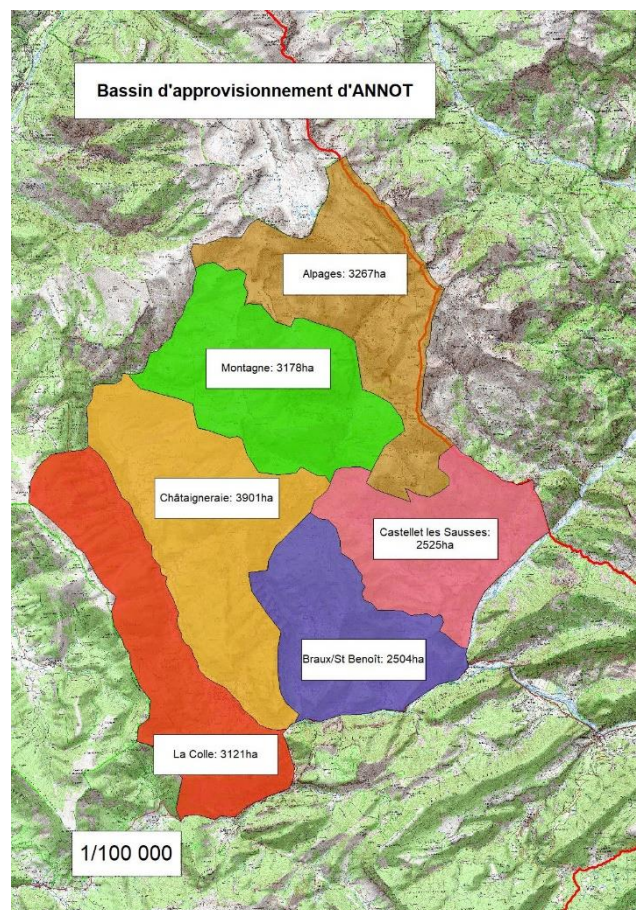 Bassin d'approvisionnement d'ANNOT
Alpages: 3267ha
Montagne: 3178ha
Châtaigneraie: 3901ha
Castellet les Sausses:
2525ha
Braux/St Benoît: 2504ha
La Colle: 3121ha
1/100 000